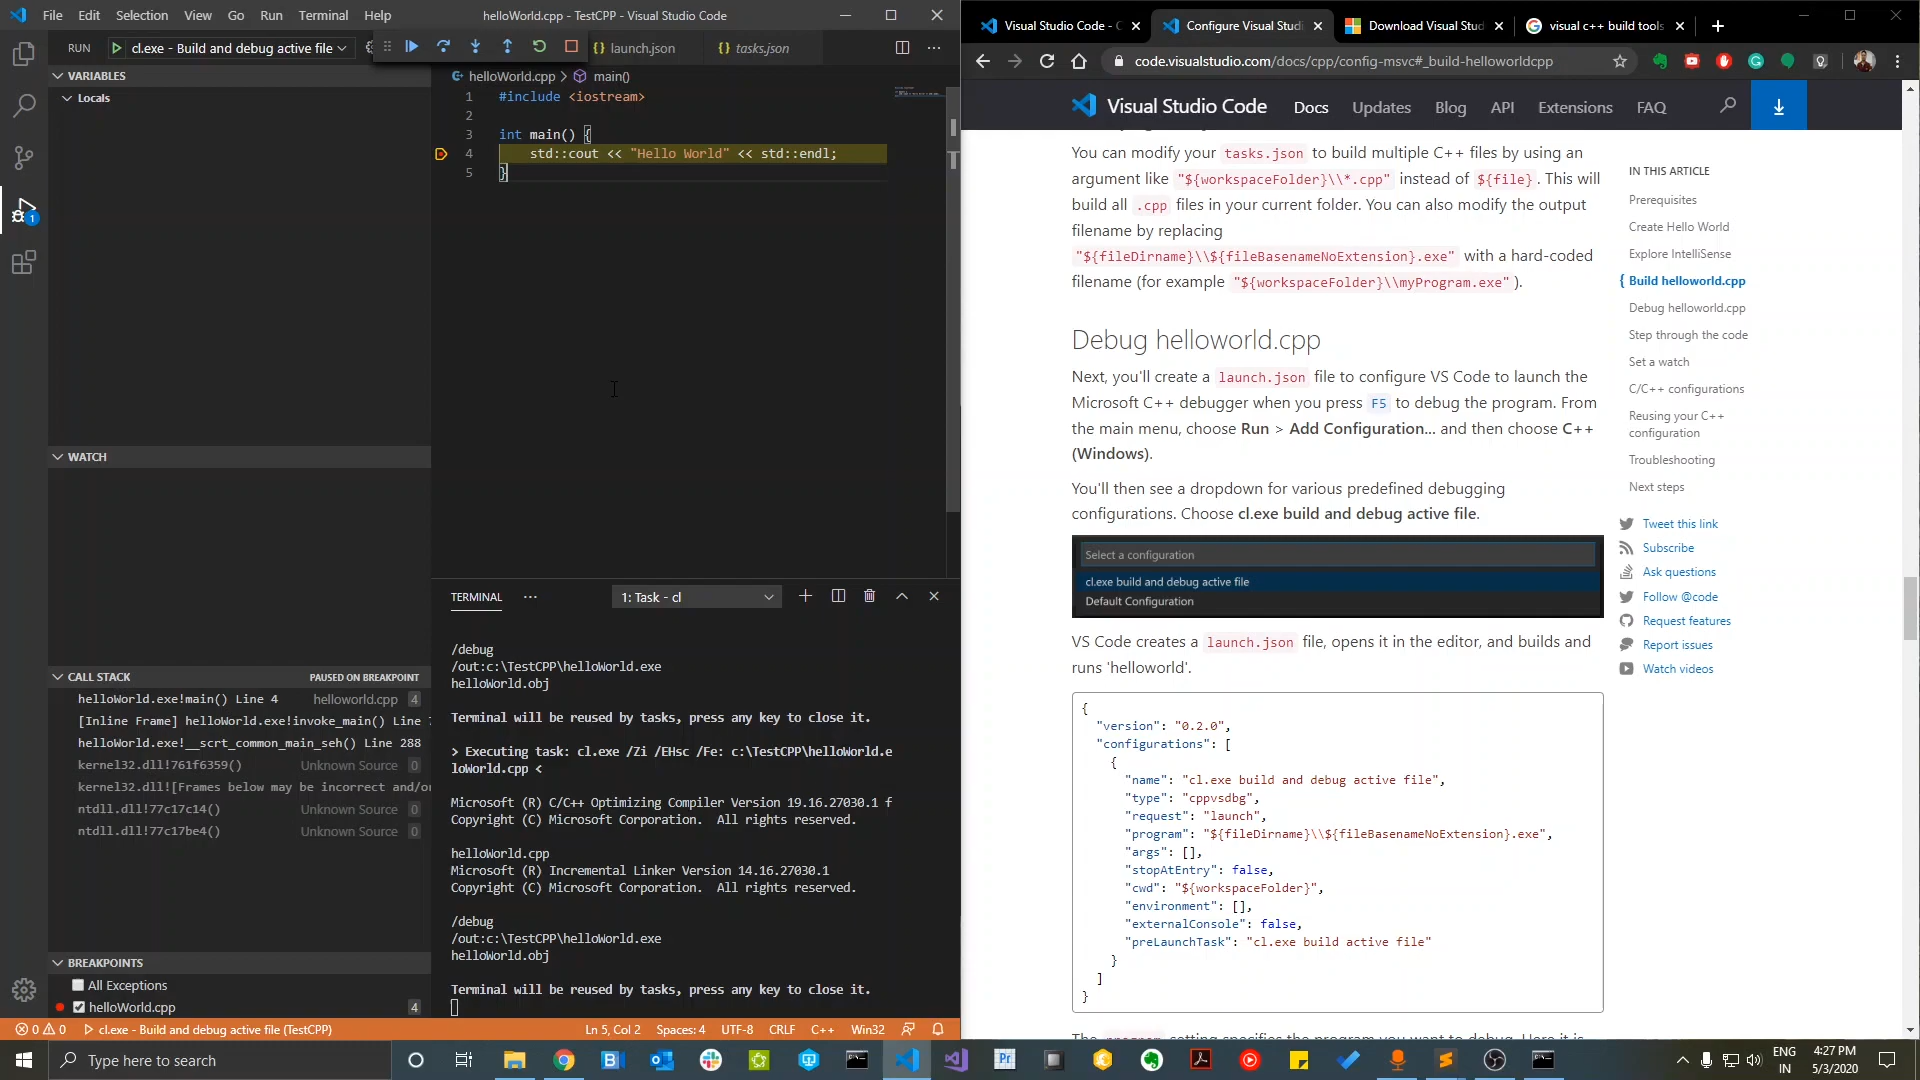 File Edit Selection View Go Run Terminal Help
helloWorld.cpp - TestCPP - Visual Studio Code
RUN cl.exe - Build and debug active file
launch.json
tasks.json
VARIABLES
Locals
helloWorld.cpp > main()
1 #include <iostream>
2
3 int main() {
4 std::cout << "Hello World" << std::endl;
5 }
WATCH
CALL STACK PAUSED ON BREAKPOINT
helloWorld.exe!main() Line 4 helloworld.cpp 4
[Inline Frame] helloWorld.exe!invoke_main() Line
helloWorld.exe!__scrt_common_main_seh() Line 288
kernel32.dll!761f6359() Unknown Source 0
kernel32.dll![Frames below may be incorrect and/or
ntdll.dll!77c17c14() Unknown Source 0
ntdll.dll!77c17be4() Unknown Source 0
BREAKPOINTS
All Exceptions
helloWorld.cpp 4
TERMINAL 1: Task - cl
/debug
/out:c:\TestCPP\helloWorld.exe
helloWorld.obj
Terminal will be reused by tasks, press any key to close it.
> Executing task: cl.exe /Zi /EHsc /Fe: c:\TestCPP\helloWorld.e
loWorld.cpp <
Microsoft (R) C/C++ Optimizing Compiler Version 19.16.27030.1 f
Copyright (C) Microsoft Corporation. All rights reserved.
helloWorld.cpp
Microsoft (R) Incremental Linker Version 14.16.27030.1
Copyright (C) Microsoft Corporation. All rights reserved.
/debug
/out:c:\TestCPP\helloWorld.exe
helloWorld.obj
Terminal will be reused by tasks, press any key to close it.
0 0 cl.exe - Build and debug active file (TestCPP) Ln 5, Col 2 Spaces: 4 UTF-8 CRLF C++ Win32
Visual Studio Code - C
Configure Visual Studi
Download Visual Stud
visual c++ build tools
code.visualstudio.com/docs/cpp/config-msvc#_build-helloworldcpp
Visual Studio Code Docs Updates Blog API Extensions FAQ
You can modify your tasks.json to build multiple C++ files by using an
argument like "${workspaceFolder}\\*.cpp" instead of ${file}. This will
build all .cpp files in your current folder. You can also modify the output
filename by replacing
"${fileDirname}\\${fileBasenameNoExtension}.exe" with a hard-coded
filename (for example "${workspaceFolder}\\myProgram.exe").
Debug helloworld.cpp
Next, you'll create a launch.json file to configure VS Code to launch the
Microsoft C++ debugger when you press F5 to debug the program. From
the main menu, choose Run > Add Configuration... and then choose C++
(Windows).
You'll then see a dropdown for various predefined debugging
configurations. Choose cl.exe build and debug active file.
Select a configuration
cl.exe build and debug active file
Default Configuration
VS Code creates a launch.json file, opens it in the editor, and builds and
runs 'helloworld'.
{
"version": "0.2.0",
"configurations": [
{
"name": "cl.exe build and debug active file",
"type": "cppvsdbg",
"request": "launch",
"program": "${fileDirname}\\${fileBasenameNoExtension}.exe",
"args": [],
"stopAtEntry": false,
"cwd": "${workspaceFolder}",
"environment": [],
"externalConsole": false,
"preLaunchTask": "cl.exe build active file"
}
]
}
IN THIS ARTICLE
Prerequisites
Create Hello World
Explore IntelliSense
Build helloworld.cpp
Debug helloworld.cpp
Step through the code
Set a watch
C/C++ configurations
Reusing your C++
configuration
Troubleshooting
Next steps
Tweet this link
Subscribe
Ask questions
Follow @code
Request features
Report issues
Watch videos
Type here to search
ENG
IN
4:27 PM
5/3/2020